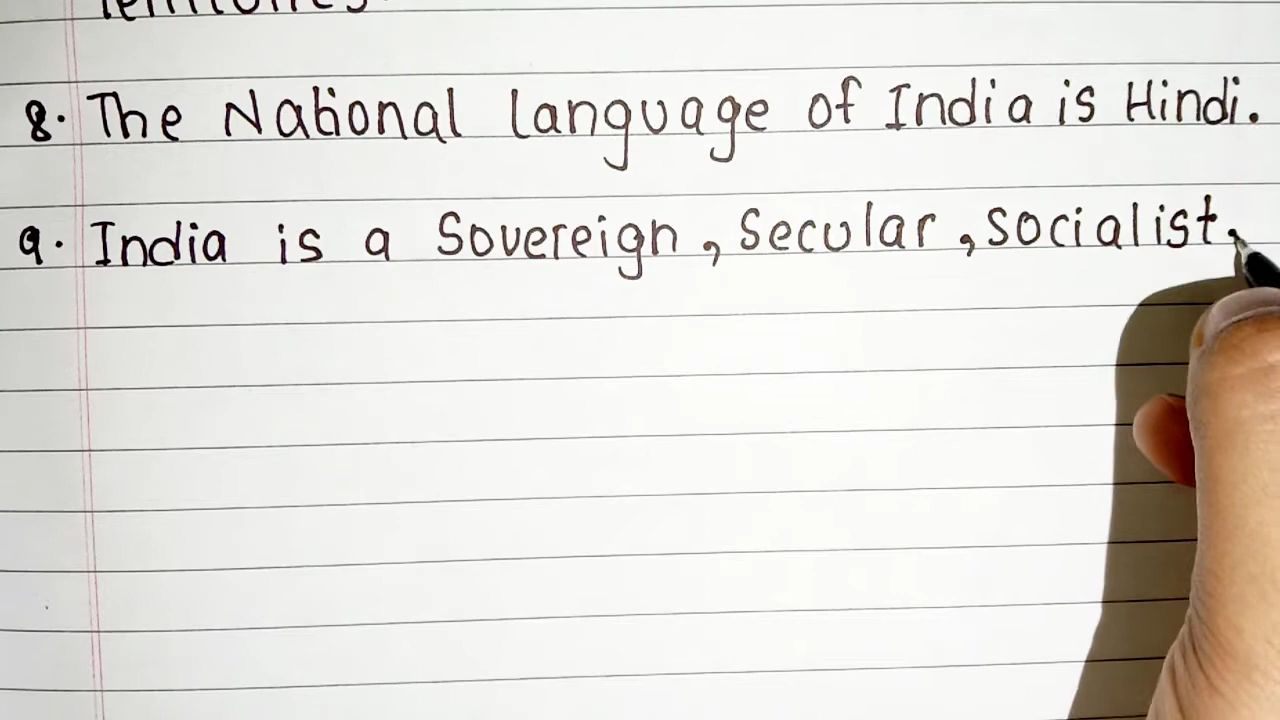 8. The National language of India is Hindi.
9. India is a Sovereign, Secular, socialist,